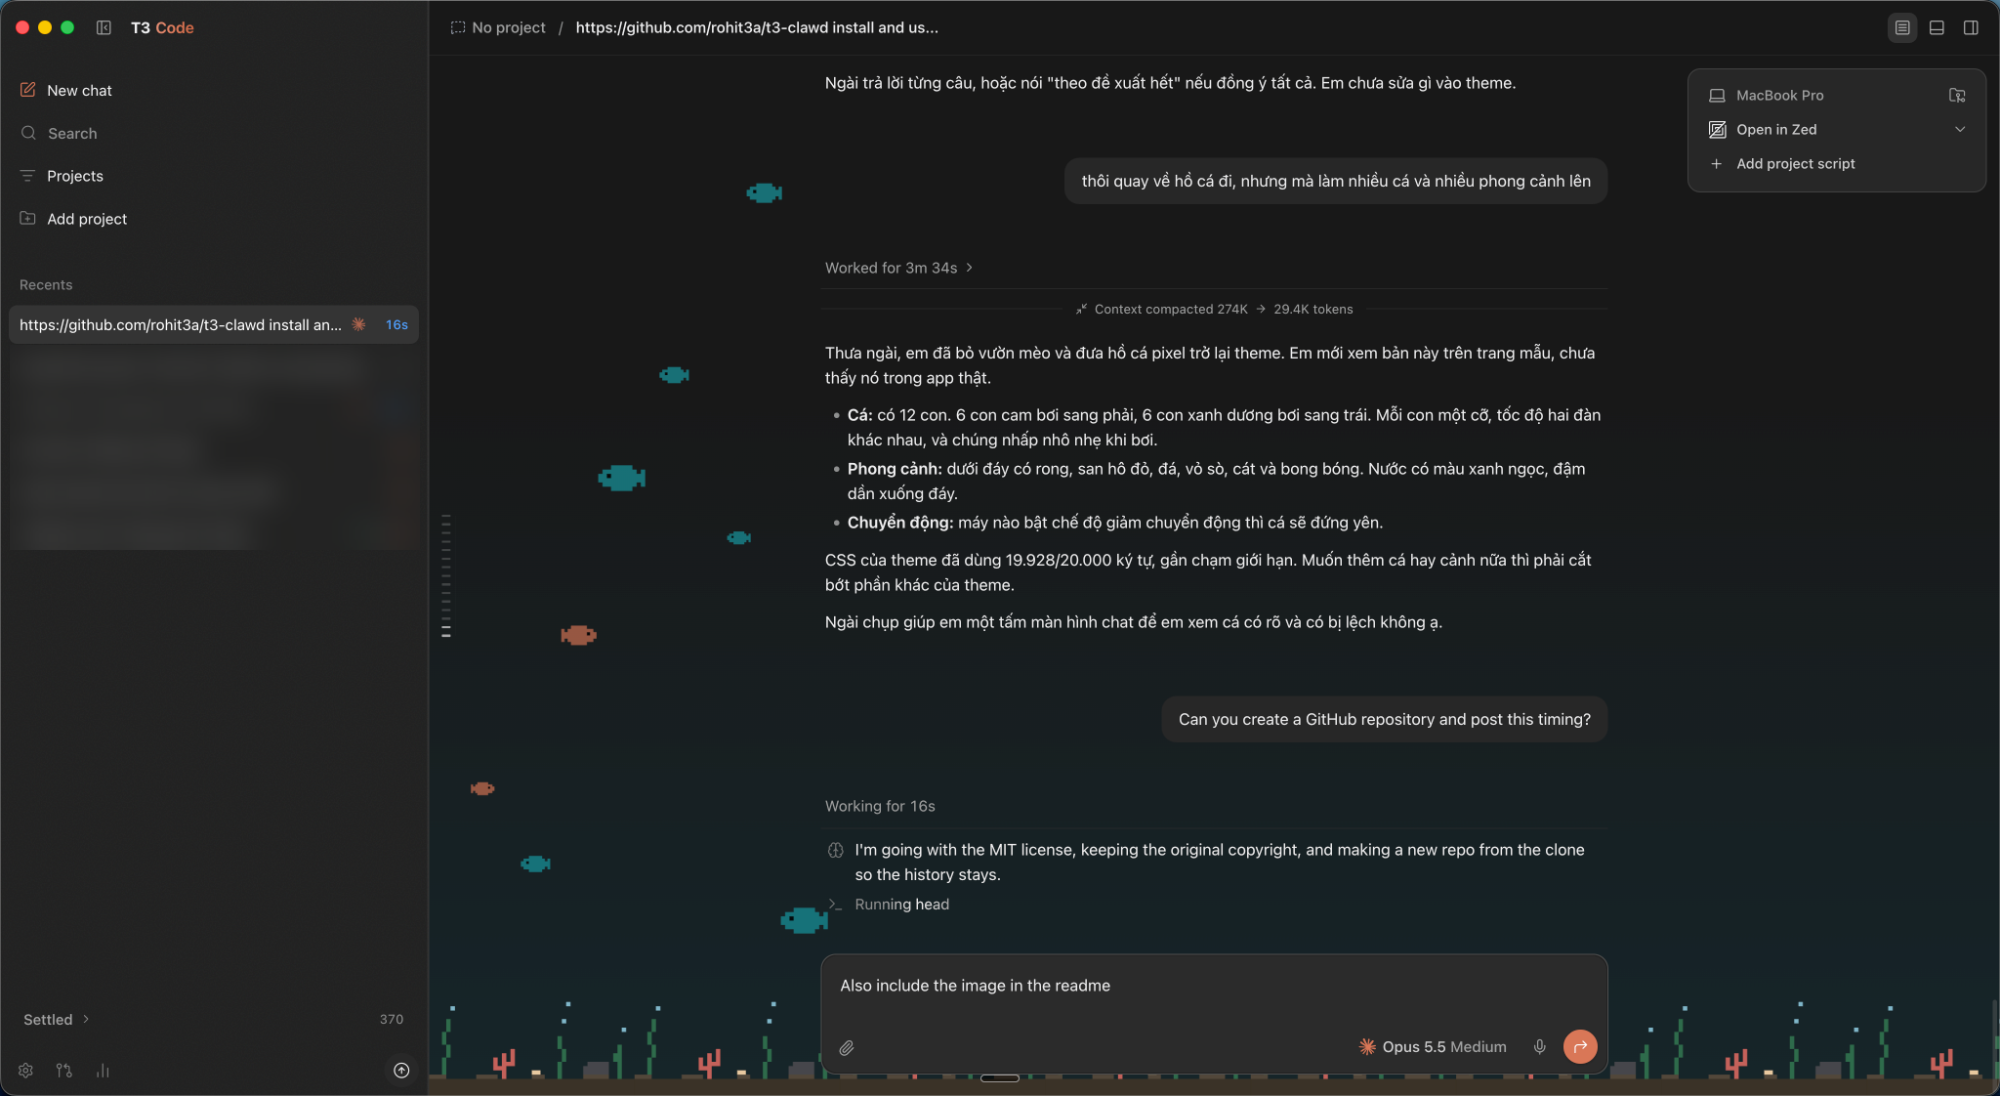 T3 Code
No project / https://github.com/rohit3a/t3-clawd install and us...
New chat
Search
Projects
Add project
Recents
https://github.com/rohit3a/t3-clawd install an... 16s
Settled 370
Ngài trả lời từng câu, hoặc nói "theo đề xuất hết" nếu đồng ý tất cả. Em chưa sửa gì vào theme.
thôi quay về hồ cá đi, nhưng mà làm nhiều cá và nhiều phong cảnh lên
Worked for 3m 34s
Context compacted 274K → 29.4K tokens
Thưa ngài, em đã bỏ vườn mèo và đưa hồ cá pixel trở lại theme. Em mới xem bản này trên trang mẫu, chưa
thấy nó trong app thật.
• Cá: có 12 con. 6 con cam bơi sang phải, 6 con xanh dương bơi sang trái. Mỗi con một cỡ, tốc độ hai đàn
khác nhau, và chúng nhấp nhô nhẹ khi bơi.
• Phong cảnh: dưới đáy có rong, san hô đỏ, đá, vỏ sò, cát và bong bóng. Nước có màu xanh ngọc, đậm
dần xuống đáy.
• Chuyển động: máy nào bật chế độ giảm chuyển động thì cá sẽ đứng yên.
CSS của theme đã dùng 19.928/20.000 ký tự, gần chạm giới hạn. Muốn thêm cá hay cảnh nữa thì phải cắt
bớt phần khác của theme.
Ngài chụp giúp em một tấm màn hình chat để em xem cá có rõ và có bị lệch không ạ.
Can you create a GitHub repository and post this timing?
Working for 16s
I'm going with the MIT license, keeping the original copyright, and making a new repo from the clone
so the history stays.
Running head
Also include the image in the readme
Opus 5.5 Medium
MacBook Pro
Open in Zed
Add project script